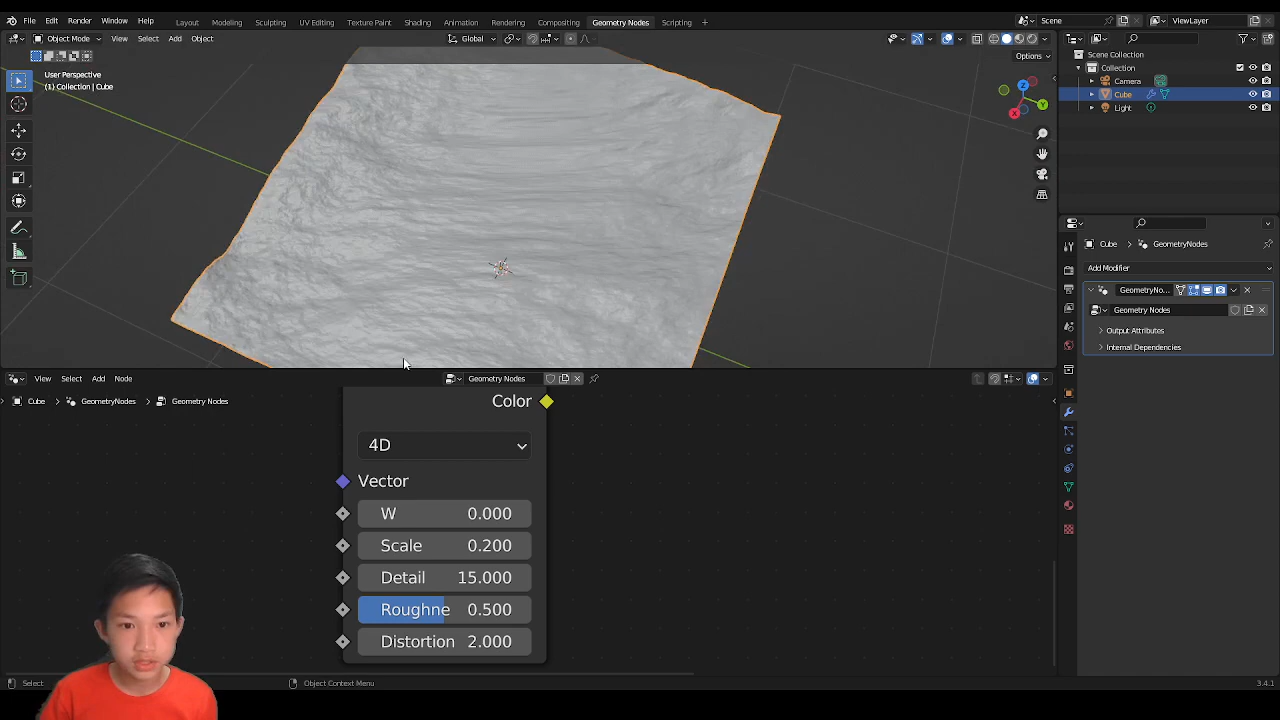 File Edit Render Window Help Layout Modeling Sculpting UV Editing Texture Paint Shading Animation Rendering Compositing Geometry Nodes Scripting + Scene ViewLayer
Object Mode View Select Add Object Global
Options
User Perspective
(1) Collection | Cube
Z
Y
X
Scene Collection
Collection
Camera
Cube
Light
Cube > GeometryNodes
Add Modifier
GeometryNo...
Geometry Nodes
Output Attributes
Internal Dependencies
View Select Add Node Geometry Nodes
Cube > GeometryNodes > Geometry Nodes
Color
4D
Vector
W 0.000
Scale 0.200
Detail 15.000
Roughne 0.500
Distortion 2.000
Select Object Context Menu 3.4.1